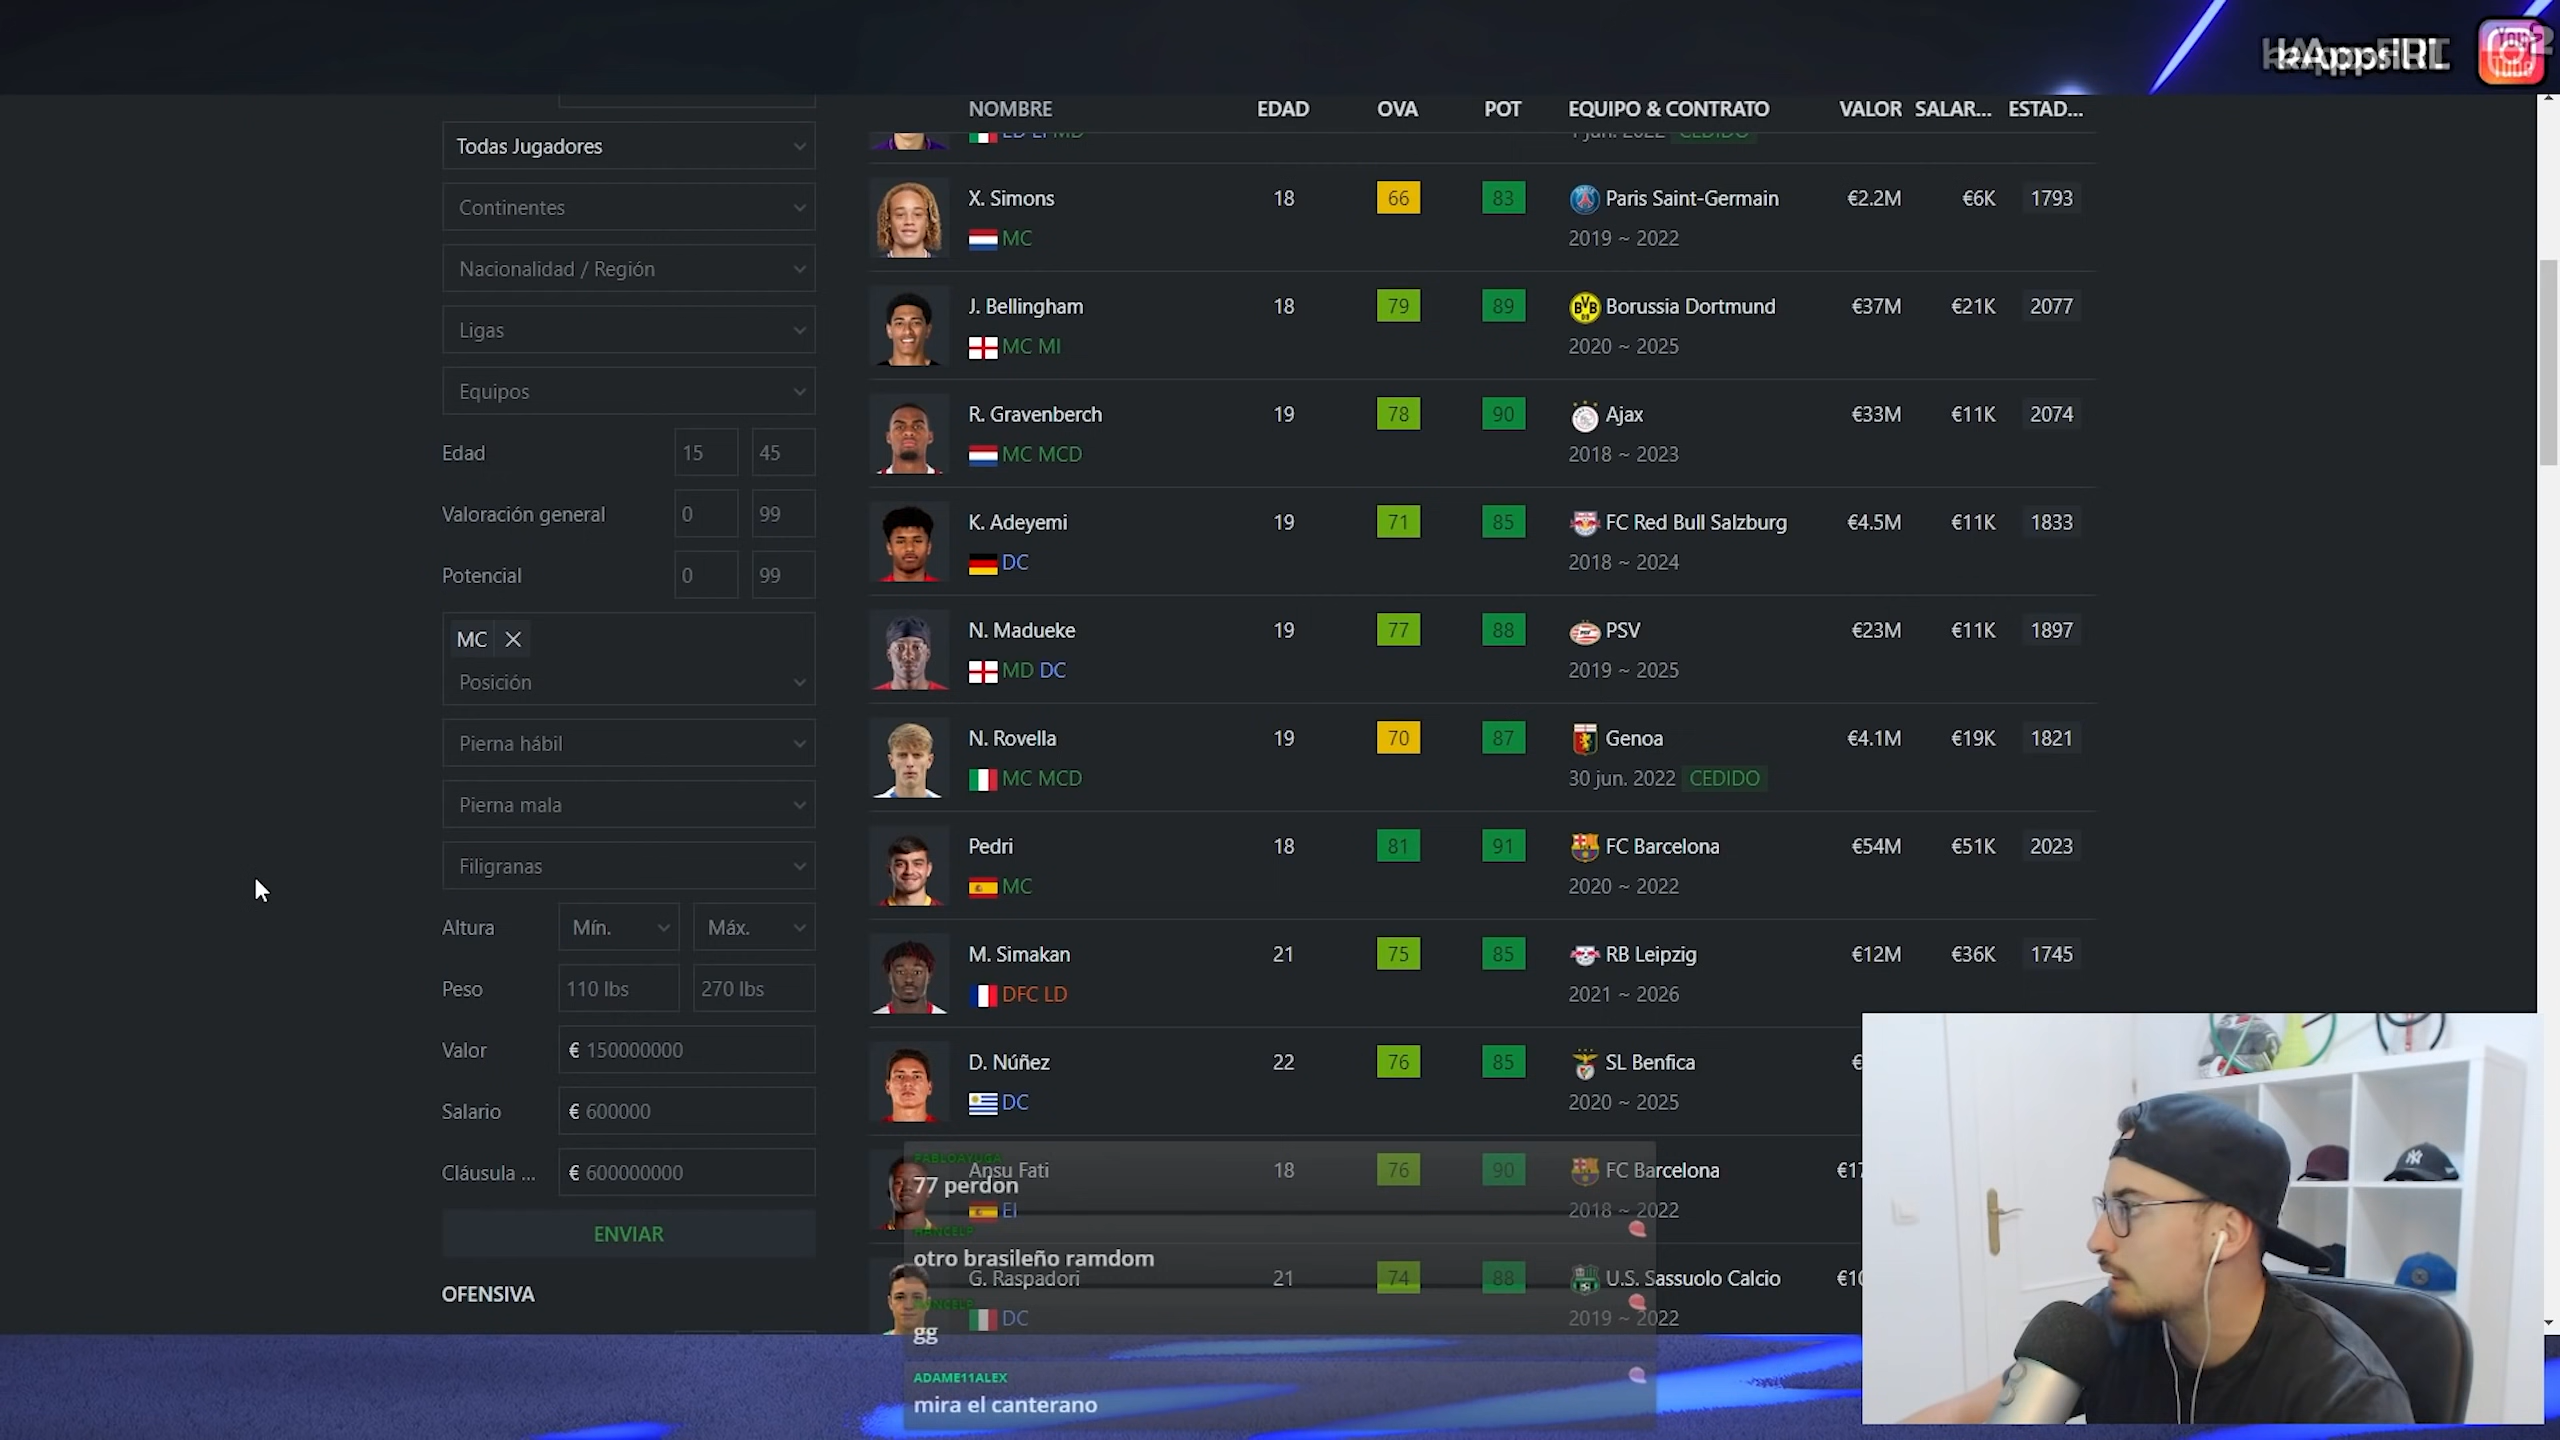 NOMBRE EDAD OVA POT EQUIPO & CONTRATO VALOR SALAR... ESTAD...
Todas Jugadores
Continentes
Nacionalidad / Región
Ligas
Equipos
Edad 15 45
Valoración general 0 99
Potencial 0 99
MC
Posición
Pierna hábil
Pierna mala
Filigranas
Altura Mín. Máx.
Peso 110 lbs 270 lbs
Valor € 150000000
Salario € 600000
Cláusula ... € 600000000
ENVIAR
OFENSIVA
1 jun. 2022 CEDIDO
X. Simons 18 66 83 Paris Saint-Germain €2.2M €6K 1793
MC 2019 ~ 2022
J. Bellingham 18 79 89 Borussia Dortmund €37M €21K 2077
MC MI 2020 ~ 2025
R. Gravenberch 19 78 90 Ajax €33M €11K 2074
MC MCD 2018 ~ 2023
K. Adeyemi 19 71 85 FC Red Bull Salzburg €4.5M €11K 1833
DC 2018 ~ 2024
N. Madueke 19 77 88 PSV €23M €11K 1897
MD DC 2019 ~ 2025
N. Rovella 19 70 87 Genoa €4.1M €19K 1821
MC MCD 30 jun. 2022 CEDIDO
Pedri 18 81 91 FC Barcelona €54M €51K 2023
MC 2020 ~ 2022
M. Simakan 21 75 85 RB Leipzig €12M €36K 1745
DFC LD 2021 ~ 2026
D. Núñez 22 76 85 SL Benfica €
DC 2020 ~ 2025
Ansu Fati 18 76 90 FC Barcelona €17
EI 2018 ~ 2022
G. Raspadori 21 74 88 U.S. Sassuolo Calcio €10
DC 2019 ~ 2022
77 perdon
otro brasileño ramdom
gg
ADAME11ALEX
mira el canterano